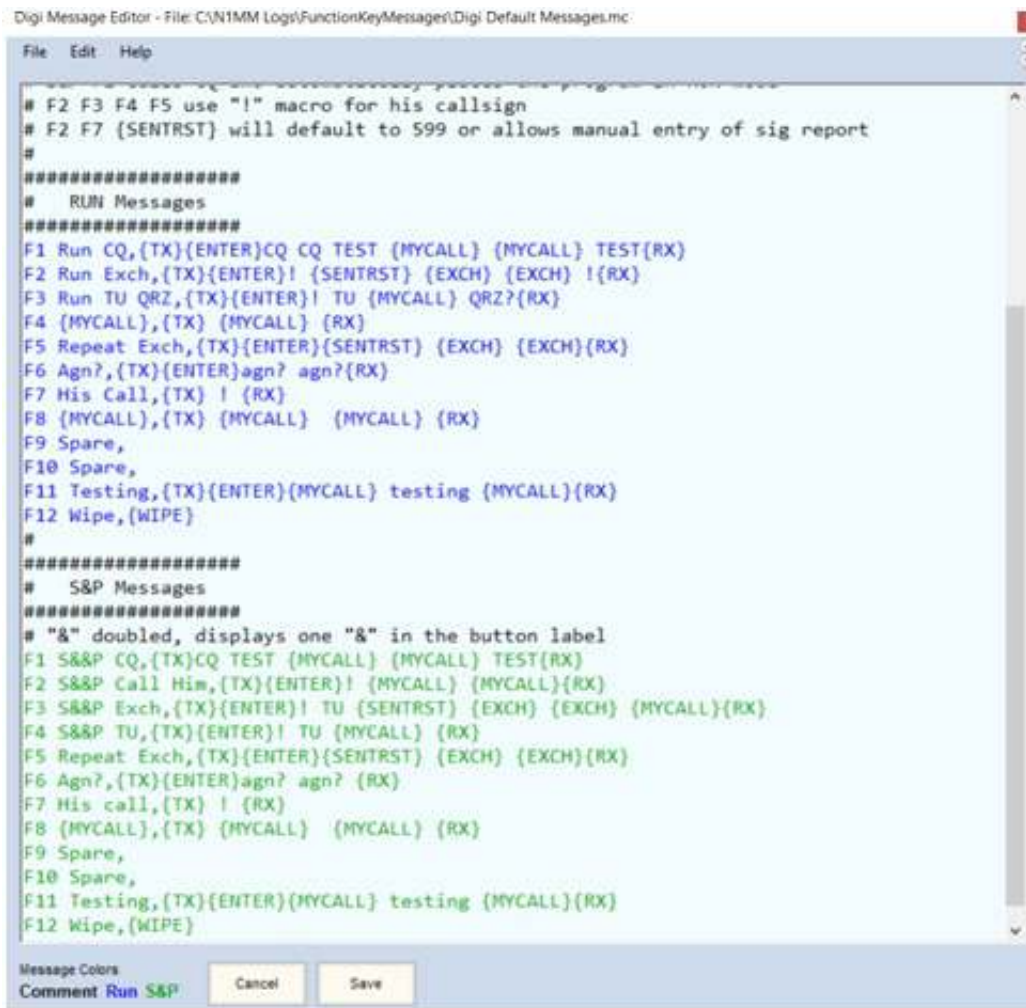 Digi Message Editor - File: C:\N1MM Logs\FunctionKeyMessages\Digi Default Messages.mc
File Edit Help
# F2 F3 F4 F5 use "!" macro for his callsign
# F2 F7 {SENTRST} will default to 599 or allows manual entry of sig report
#
###################
#   RUN Messages
###################
F1 Run CQ,{TX}{ENTER}CQ CQ TEST {MYCALL} {MYCALL} TEST{RX}
F2 Run Exch,{TX}{ENTER}! {SENTRST} {EXCH} {EXCH} !{RX}
F3 Run TU QRZ,{TX}{ENTER}! TU {MYCALL} QRZ?{RX}
F4 {MYCALL},{TX} {MYCALL} {RX}
F5 Repeat Exch,{TX}{ENTER}{SENTRST} {EXCH} {EXCH}{RX}
F6 Agn?,{TX}{ENTER}agn? agn?{RX}
F7 His Call,{TX} ! {RX}
F8 {MYCALL},{TX} {MYCALL}  {MYCALL} {RX}
F9 Spare,
F10 Spare,
F11 Testing,{TX}{ENTER}{MYCALL} testing {MYCALL}{RX}
F12 Wipe,{WIPE}
#
###################
#   S&P Messages
###################
# "&" doubled, displays one "&" in the button label
F1 S&&P CQ,{TX}CQ TEST {MYCALL} {MYCALL} TEST{RX}
F2 S&&P Call Him,{TX}{ENTER}! {MYCALL} {MYCALL}{RX}
F3 S&&P Exch,{TX}{ENTER}! TU {SENTRST} {EXCH} {EXCH} {MYCALL}{RX}
F4 S&&P TU,{TX}{ENTER}! TU {MYCALL} {RX}
F5 Repeat Exch,{TX}{ENTER}{SENTRST} {EXCH} {EXCH}{RX}
F6 Agn?,{TX}{ENTER}agn? agn? {RX}
F7 His call,{TX} ! {RX}
F8 {MYCALL},{TX} {MYCALL}  {MYCALL} {RX}
F9 Spare,
F10 Spare,
F11 Testing,{TX}{ENTER}{MYCALL} testing {MYCALL}{RX}
F12 Wipe,{WIPE}
Message Colors
Comment Run S&P Cancel Save